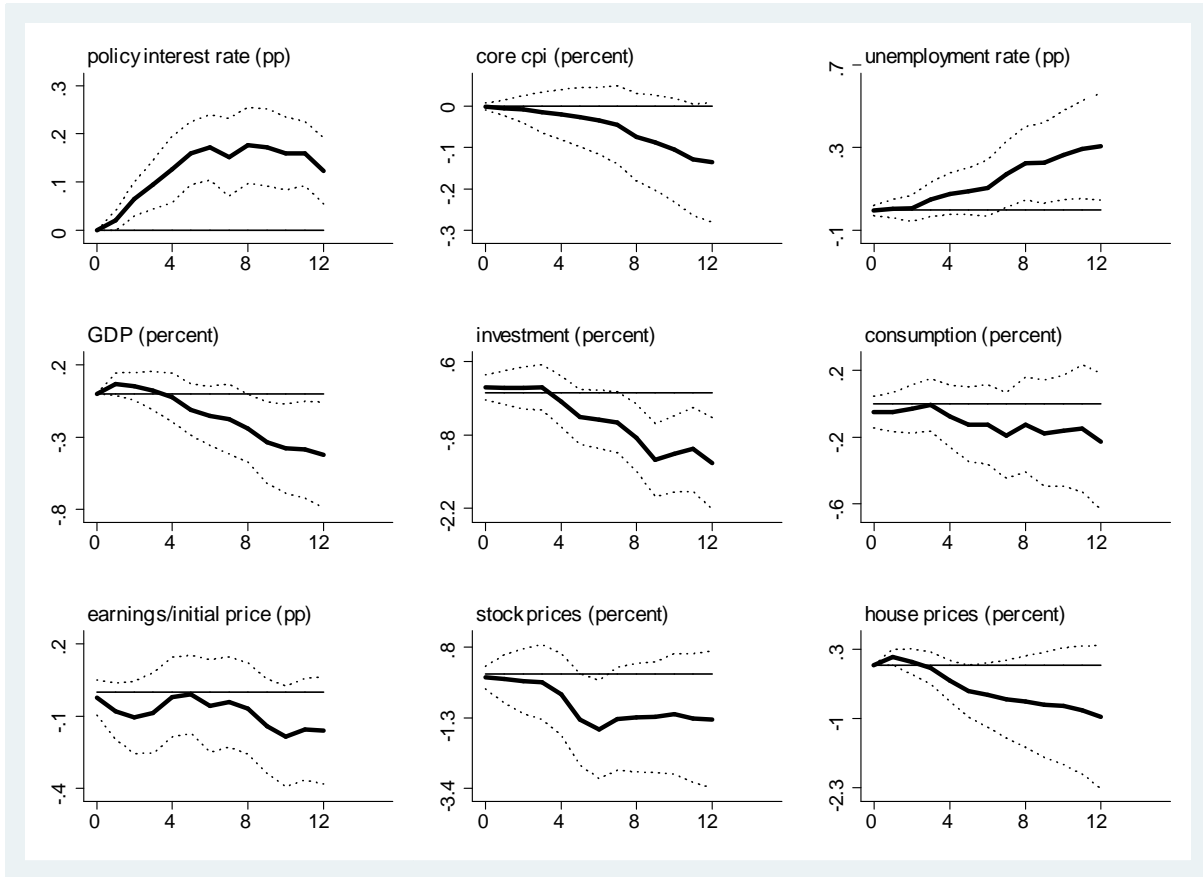 policy interest rate (pp)
.3
.2
.1
0
0 4 8 12
core cpi (percent)
0
-.1
-.2
-.3
0 4 8 12
unemployment rate (pp)
.7
.3
-.1
0 4 8 12
GDP (percent)
.2
-.3
-.8
0 4 8 12
investment (percent)
.6
-.8
-2.2
0 4 8 12
consumption (percent)
.2
-.2
-.6
0 4 8 12
earnings/initial price (pp)
.2
-.1
-.4
0 4 8 12
stock prices (percent)
.8
-1.3
-3.4
0 4 8 12
house prices (percent)
.3
-1
-2.3
0 4 8 12